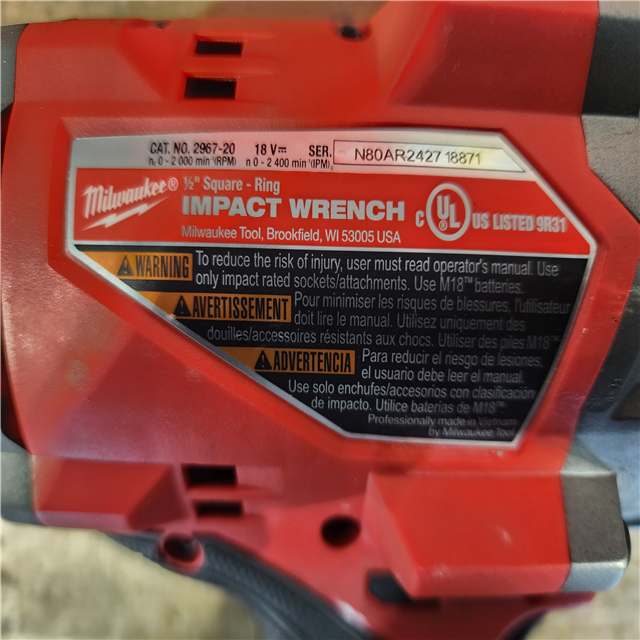 CAT. NO. 2967-20 18 V⎓ SER. N80AR242718871
n₀ 0 - 2 000 min⁻¹(RPM) n 0 - 2 400 min⁻¹(IPM)
Milwaukee® ½" Square - Ring
IMPACT WRENCH C UL® US LISTED 9R31
Milwaukee Tool, Brookfield, WI 53005 USA
WARNING To reduce the risk of injury, user must read operator's manual. Use
only impact rated sockets/attachments. Use M18™ batteries.
AVERTISSEMENT Pour minimiser les risques de blessures, l'utilisateur
doit lire le manual. Utilisez uniquement des
douilles/accessoires résistants aux chocs. Utiliser des piles M18™
ADVERTENCIA Para reducir el riesgo de lesiones,
el usuario debe leer el manual.
Use solo enchufes/accesorios con clasificación
de impacto. Utilice baterías de M18™
Professionally made in Vietnam
by Milwaukee Tool